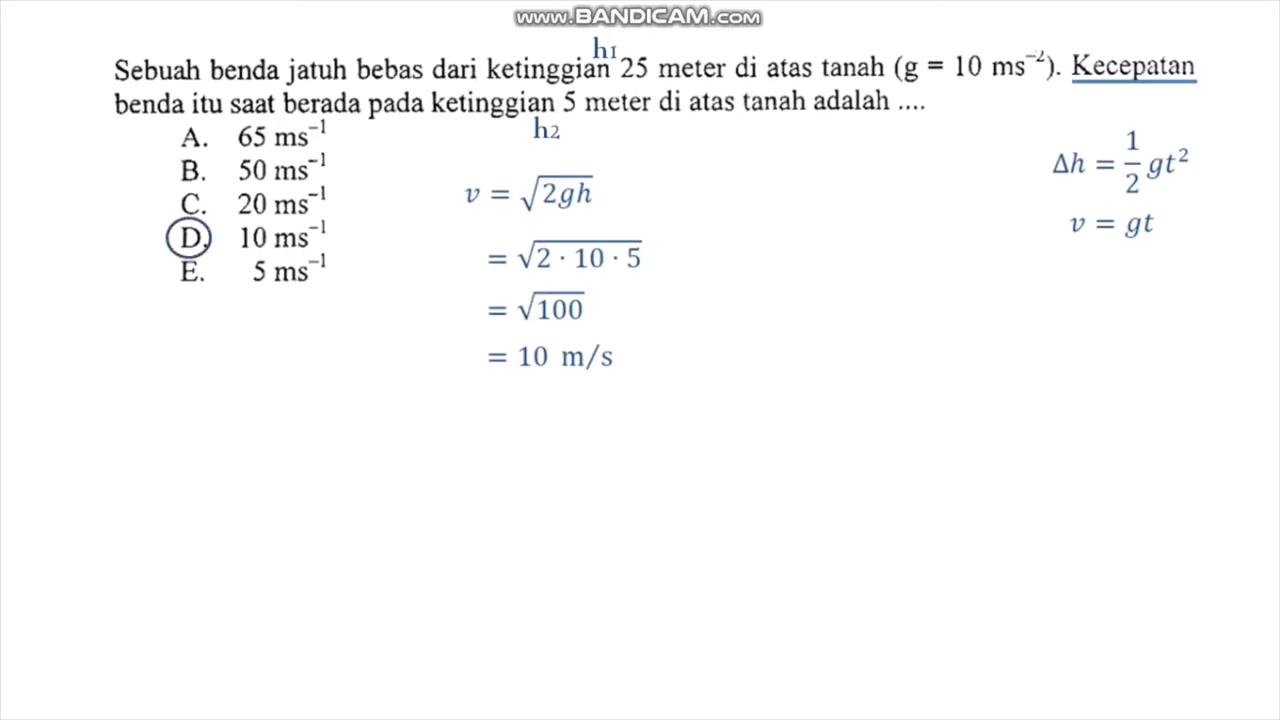 www.BANDICAM.com
h1
Sebuah benda jatuh bebas dari ketinggian 25 meter di atas tanah (g = 10 ms⁻²). Kecepatan
benda itu saat berada pada ketinggian 5 meter di atas tanah adalah ....
h2
A. 65 ms⁻¹
B. 50 ms⁻¹
C. 20 ms⁻¹
D. 10 ms⁻¹
E. 5 ms⁻¹
v = √2gh
= √2 · 10 · 5
= √100
= 10 m/s
Δh = 1/2 gt²
v = gt